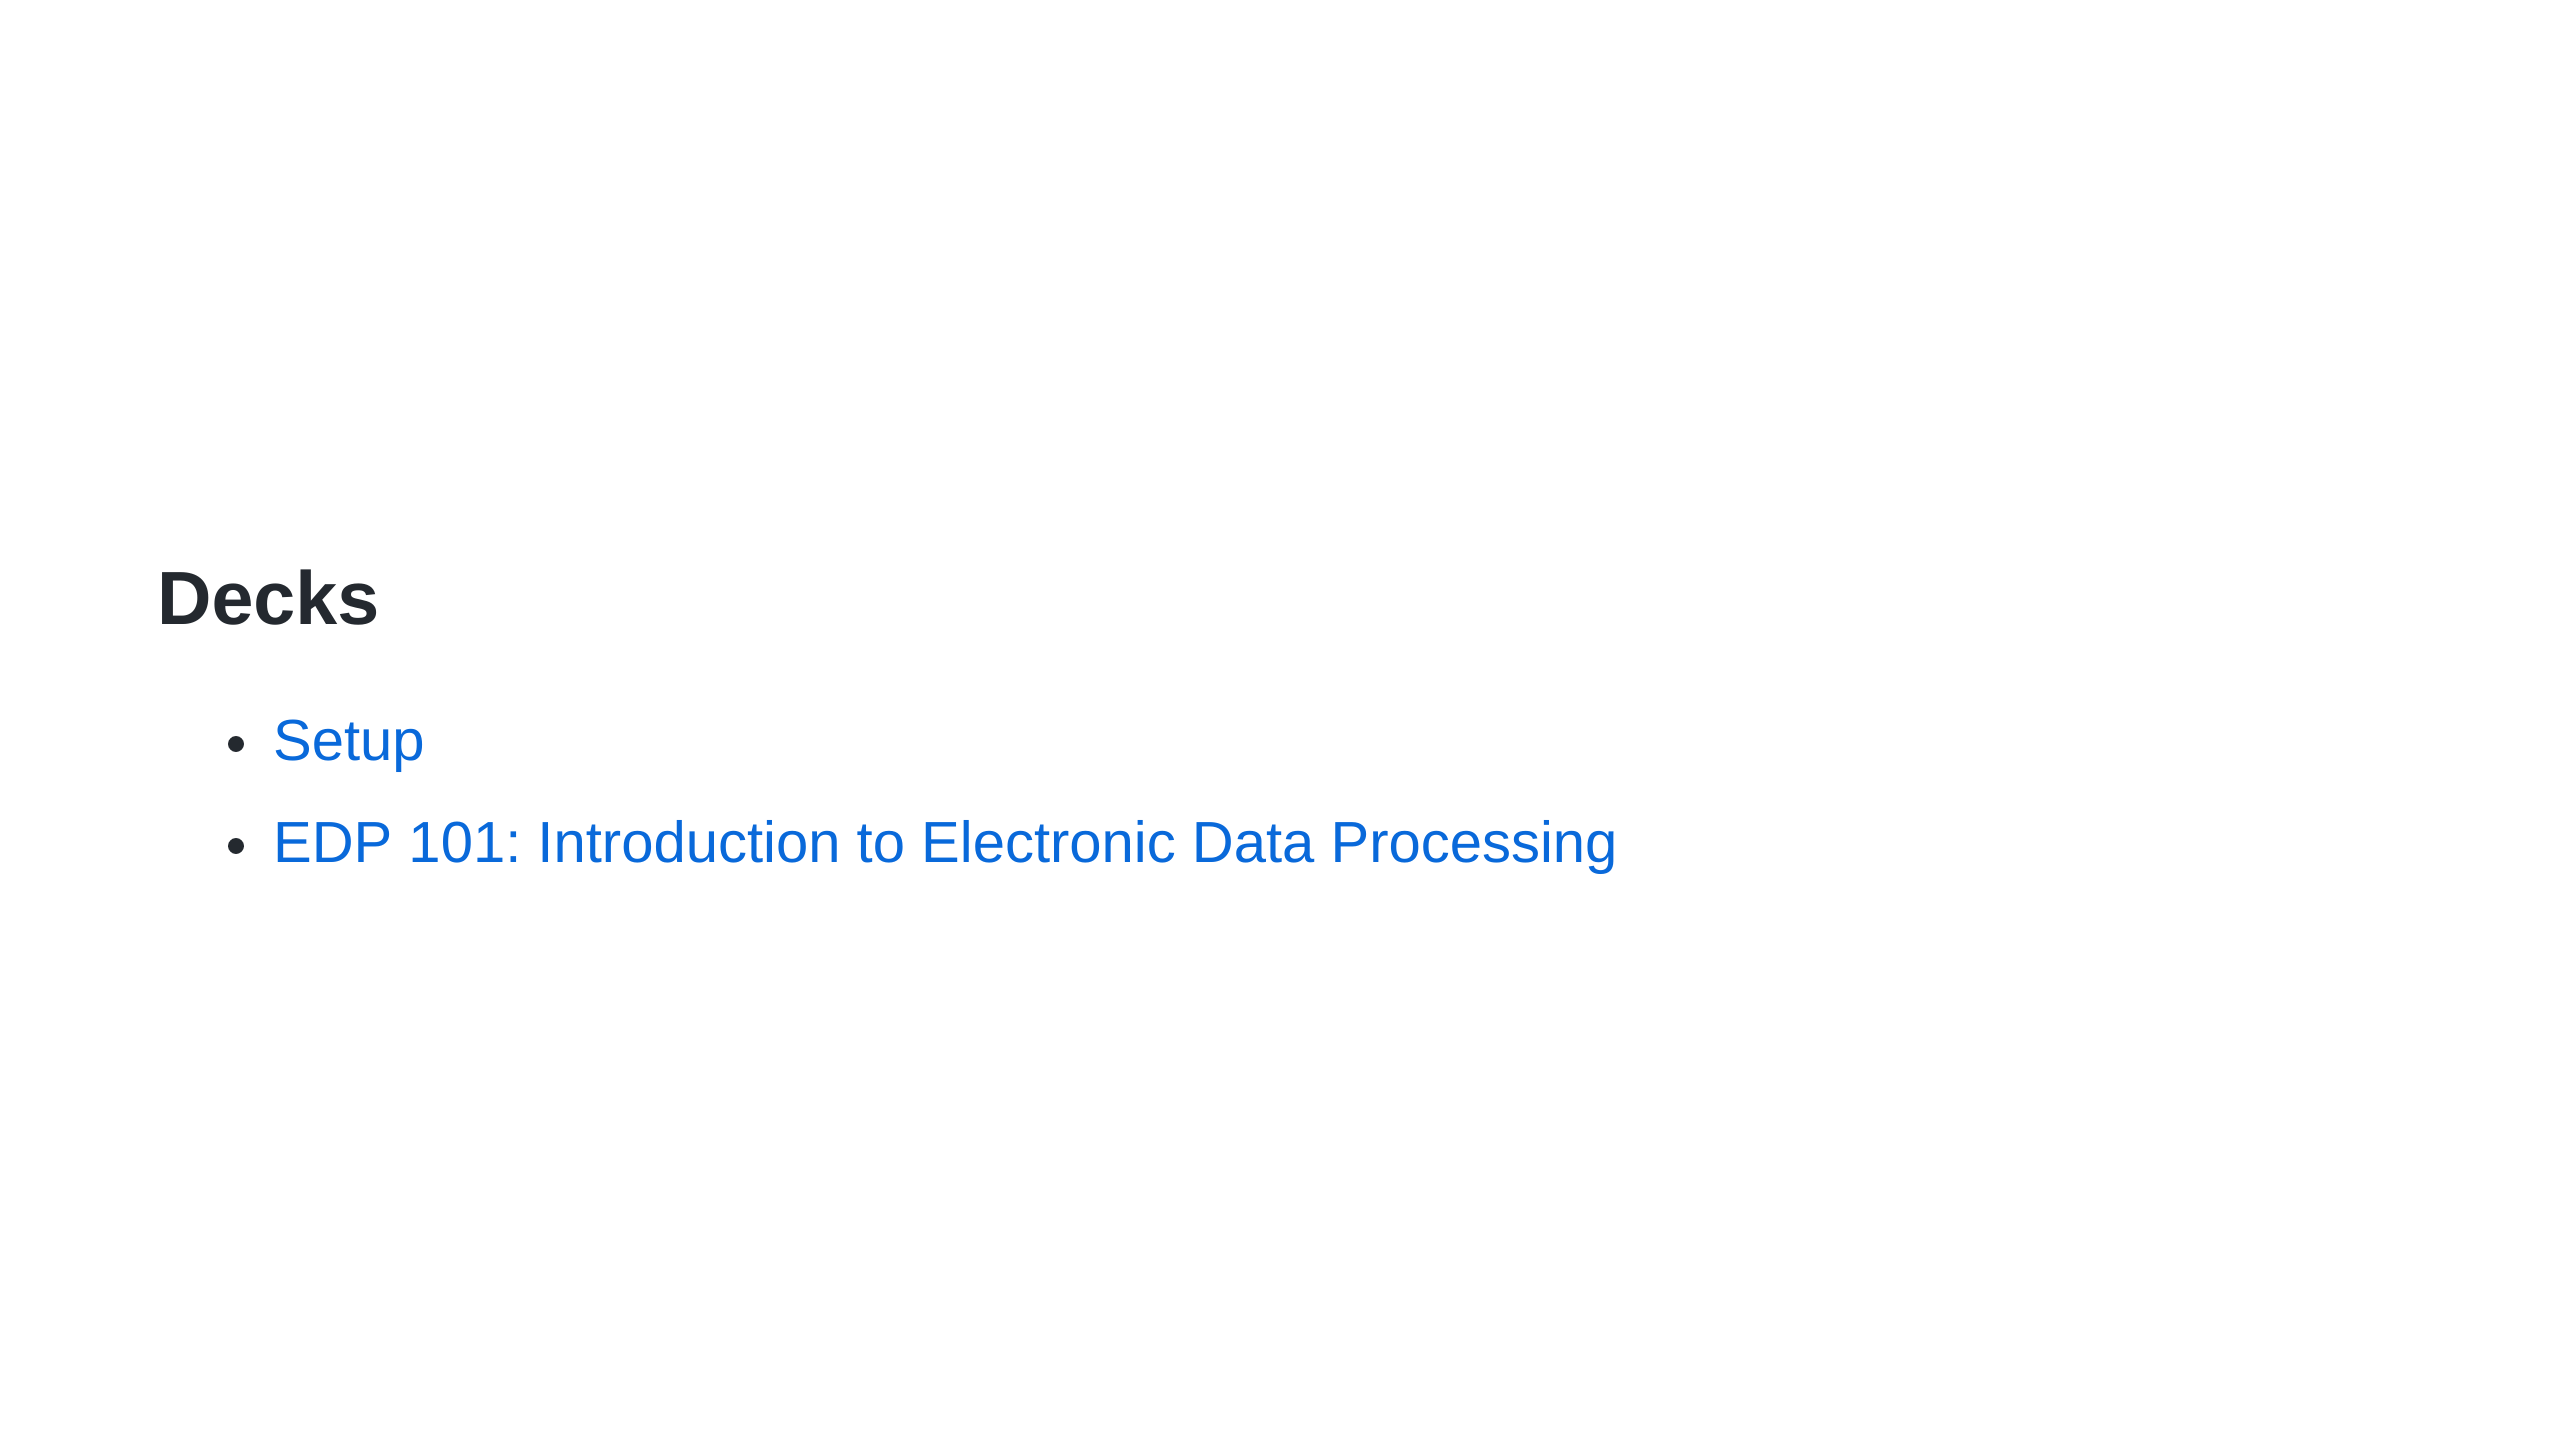 Decks
Setup
EDP 101: Introduction to Electronic Data Processing